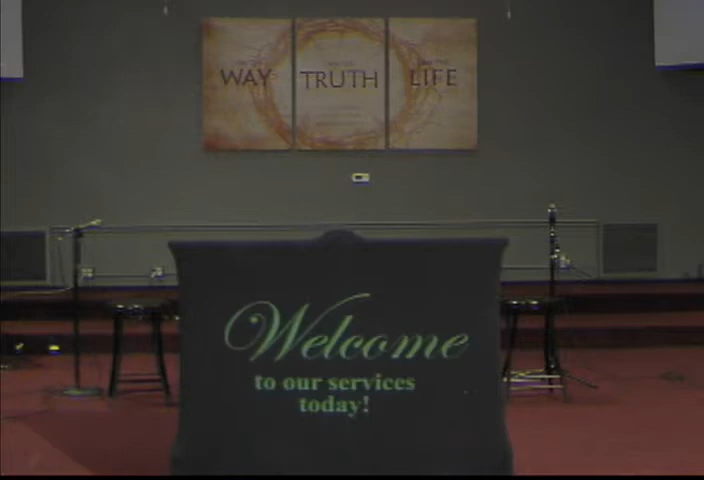 WAY
TRUTH
LIFE
Welcome
to our services
today!